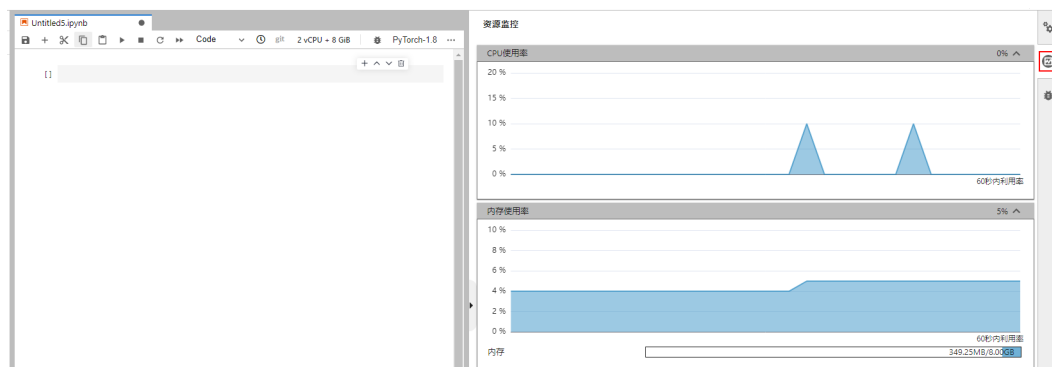 Untitled5.ipynb
Code
git
2 vCPU + 8 GiB
PyTorch-1.8
[ ]
资源监控
CPU使用率
0%
20 %
15 %
10 %
5 %
0 %
60秒内利用率
内存使用率
5%
10 %
8 %
6 %
4 %
2 %
0 %
60秒内利用率
内存
349.25MB/8.00GB